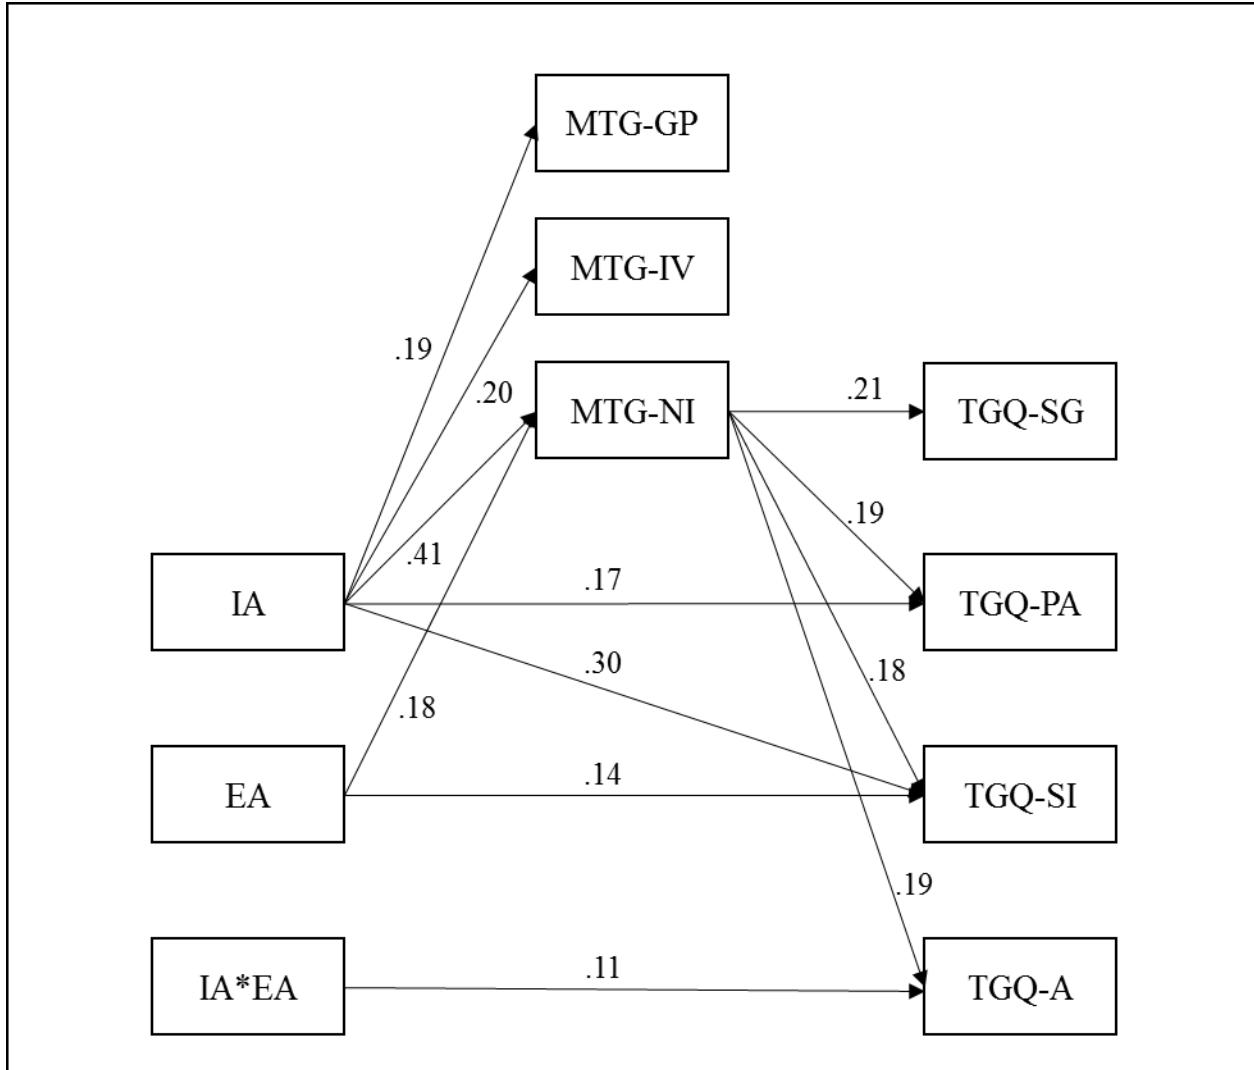 MTG-GP
MTG-IV
.19
.20
MTG-NI
.21
TGQ-SG
.19
.41
IA
.17
TGQ-PA
.30
.18
.18
EA
.14
TGQ-SI
.19
IA*EA
.11
TGQ-A